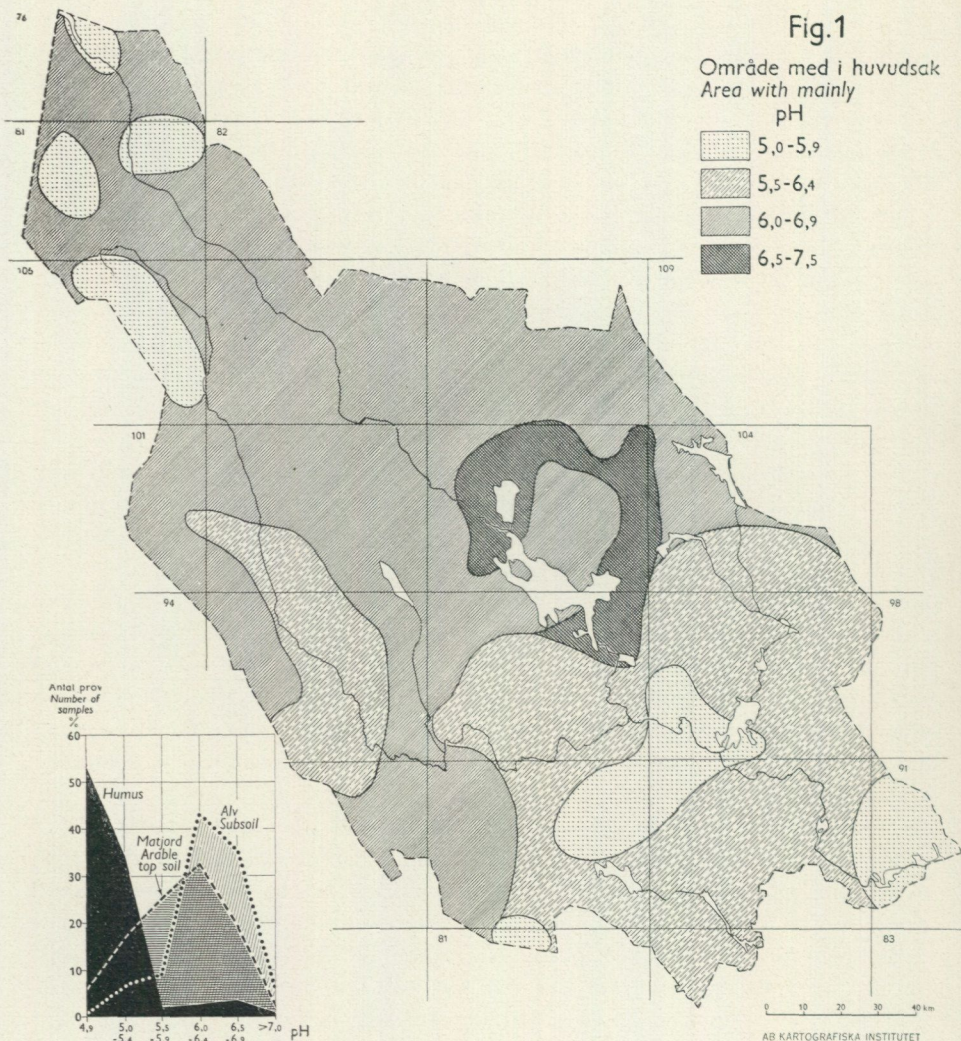 Fig.1
Område med i huvudsak
Area with mainly
pH
5,0-5,9
5,5-6,4
6,0-6,9
6,5-7,5
76
81
82
105
109
101
104
94
98
91
81
83
Antal prov
Number of
samples
%
60
50
40
30
20
10
0
Humus
Matjord
Arable
top soil
Alv
Subsoil
4,9 5,0 5,5 6,0 6,5 >7,0 pH
-5,4 -5,9 -6,4 -6,9
0 10 20 30 40 km
AB KARTOGRAFISKA INSTITUTET